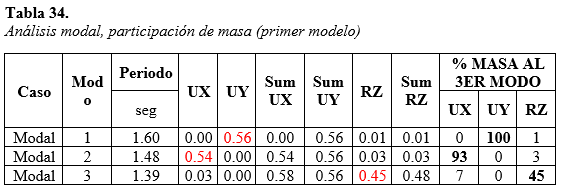 Tabla 34.
Análisis modal, participación de masa (primer modelo)
Caso Modo Periodo UX UY Sum UX Sum UY RZ Sum RZ % MASA AL 3ER MODO
seg UX UY RZ
Modal 1 1.60 0.00 0.56 0.00 0.56 0.01 0.01 0 100 1
Modal 2 1.48 0.54 0.00 0.54 0.56 0.03 0.03 93 0 3
Modal 3 1.39 0.03 0.00 0.58 0.56 0.45 0.48 7 0 45